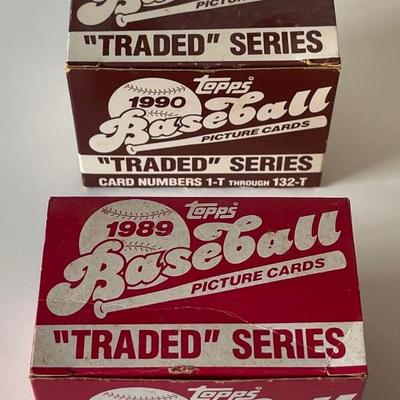 PICTURE CARDS
"TRADED" SERIES
topps
1990
Baseball
PICTURE CARDS
"TRADED" SERIES
CARD NUMBERS 1-T THROUGH 132-T
topps
1989
Baseball
PICTURE CARDS
"TRADED" SERIES
topps